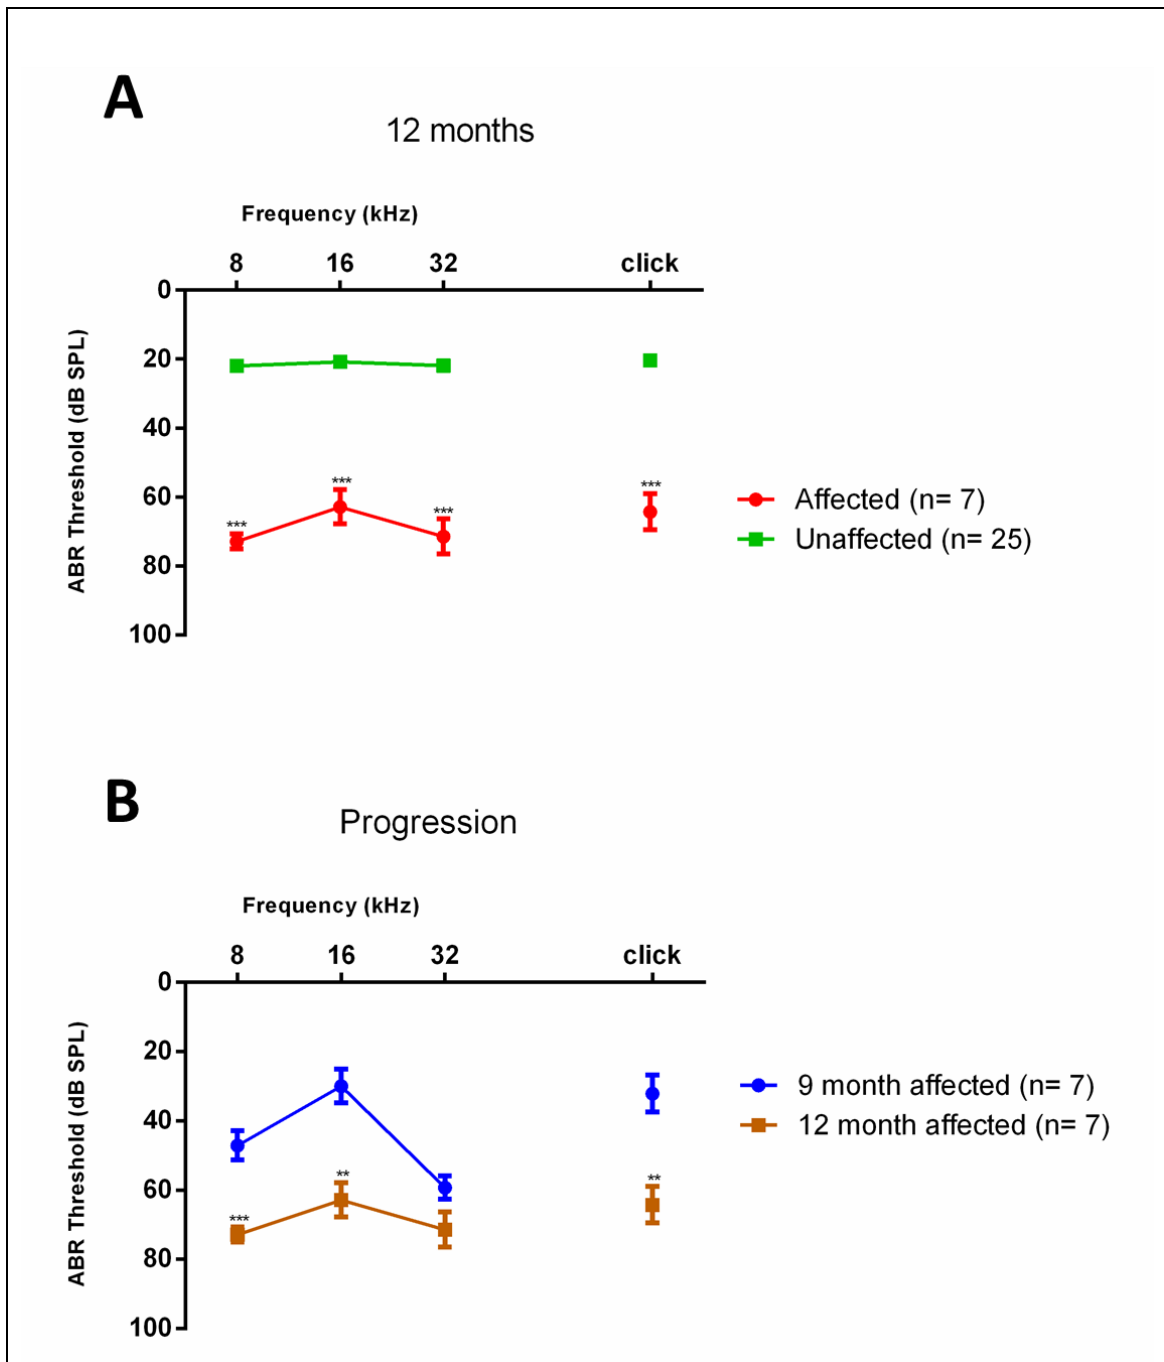 A
12 months
Frequency (kHz)
8 16 32 click
0
20
40
60
80
100
ABR Threshold (dB SPL)
*** *** *** ***
Affected (n= 7)
Unaffected (n= 25)
B
Progression
Frequency (kHz)
8 16 32 click
0
20
40
60
80
100
ABR Threshold (dB SPL)
*** ** **
9 month affected (n= 7)
12 month affected (n= 7)